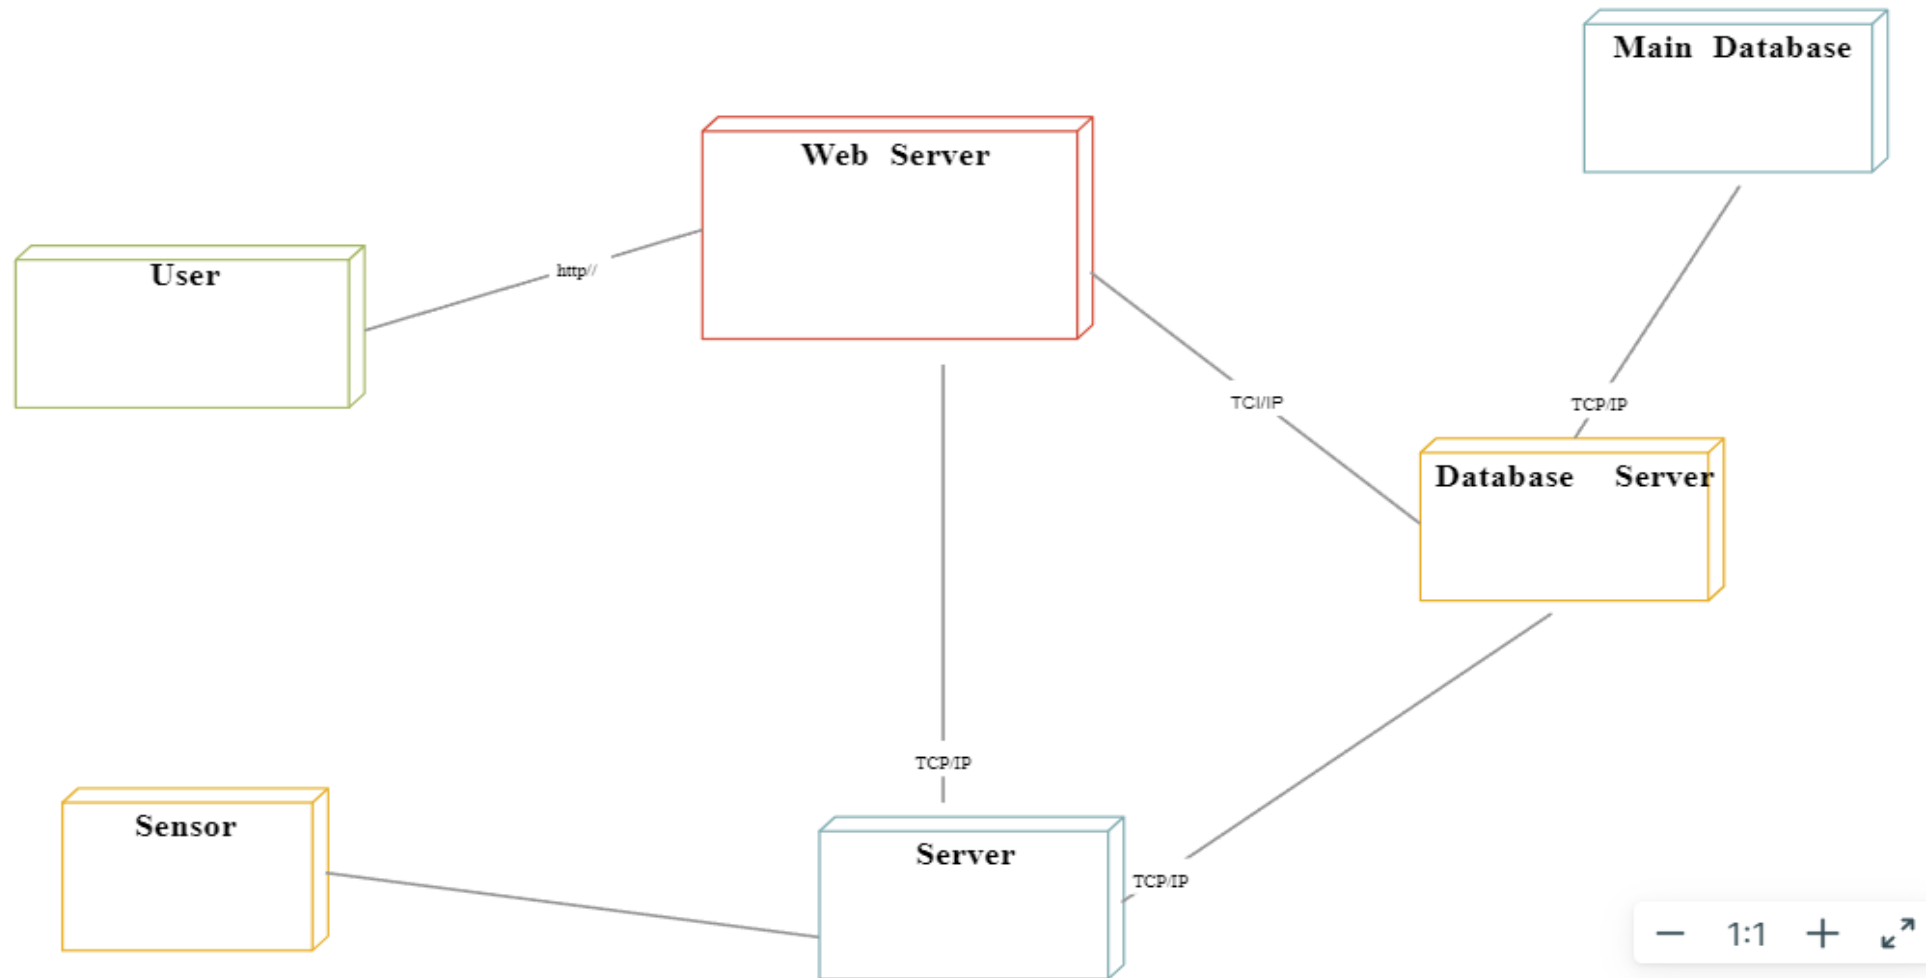 Main Database
Web Server
User
http//
TCI/IP
TCP/IP
Database Server
TCP/IP
Sensor
Server
TCP/IP
1:1